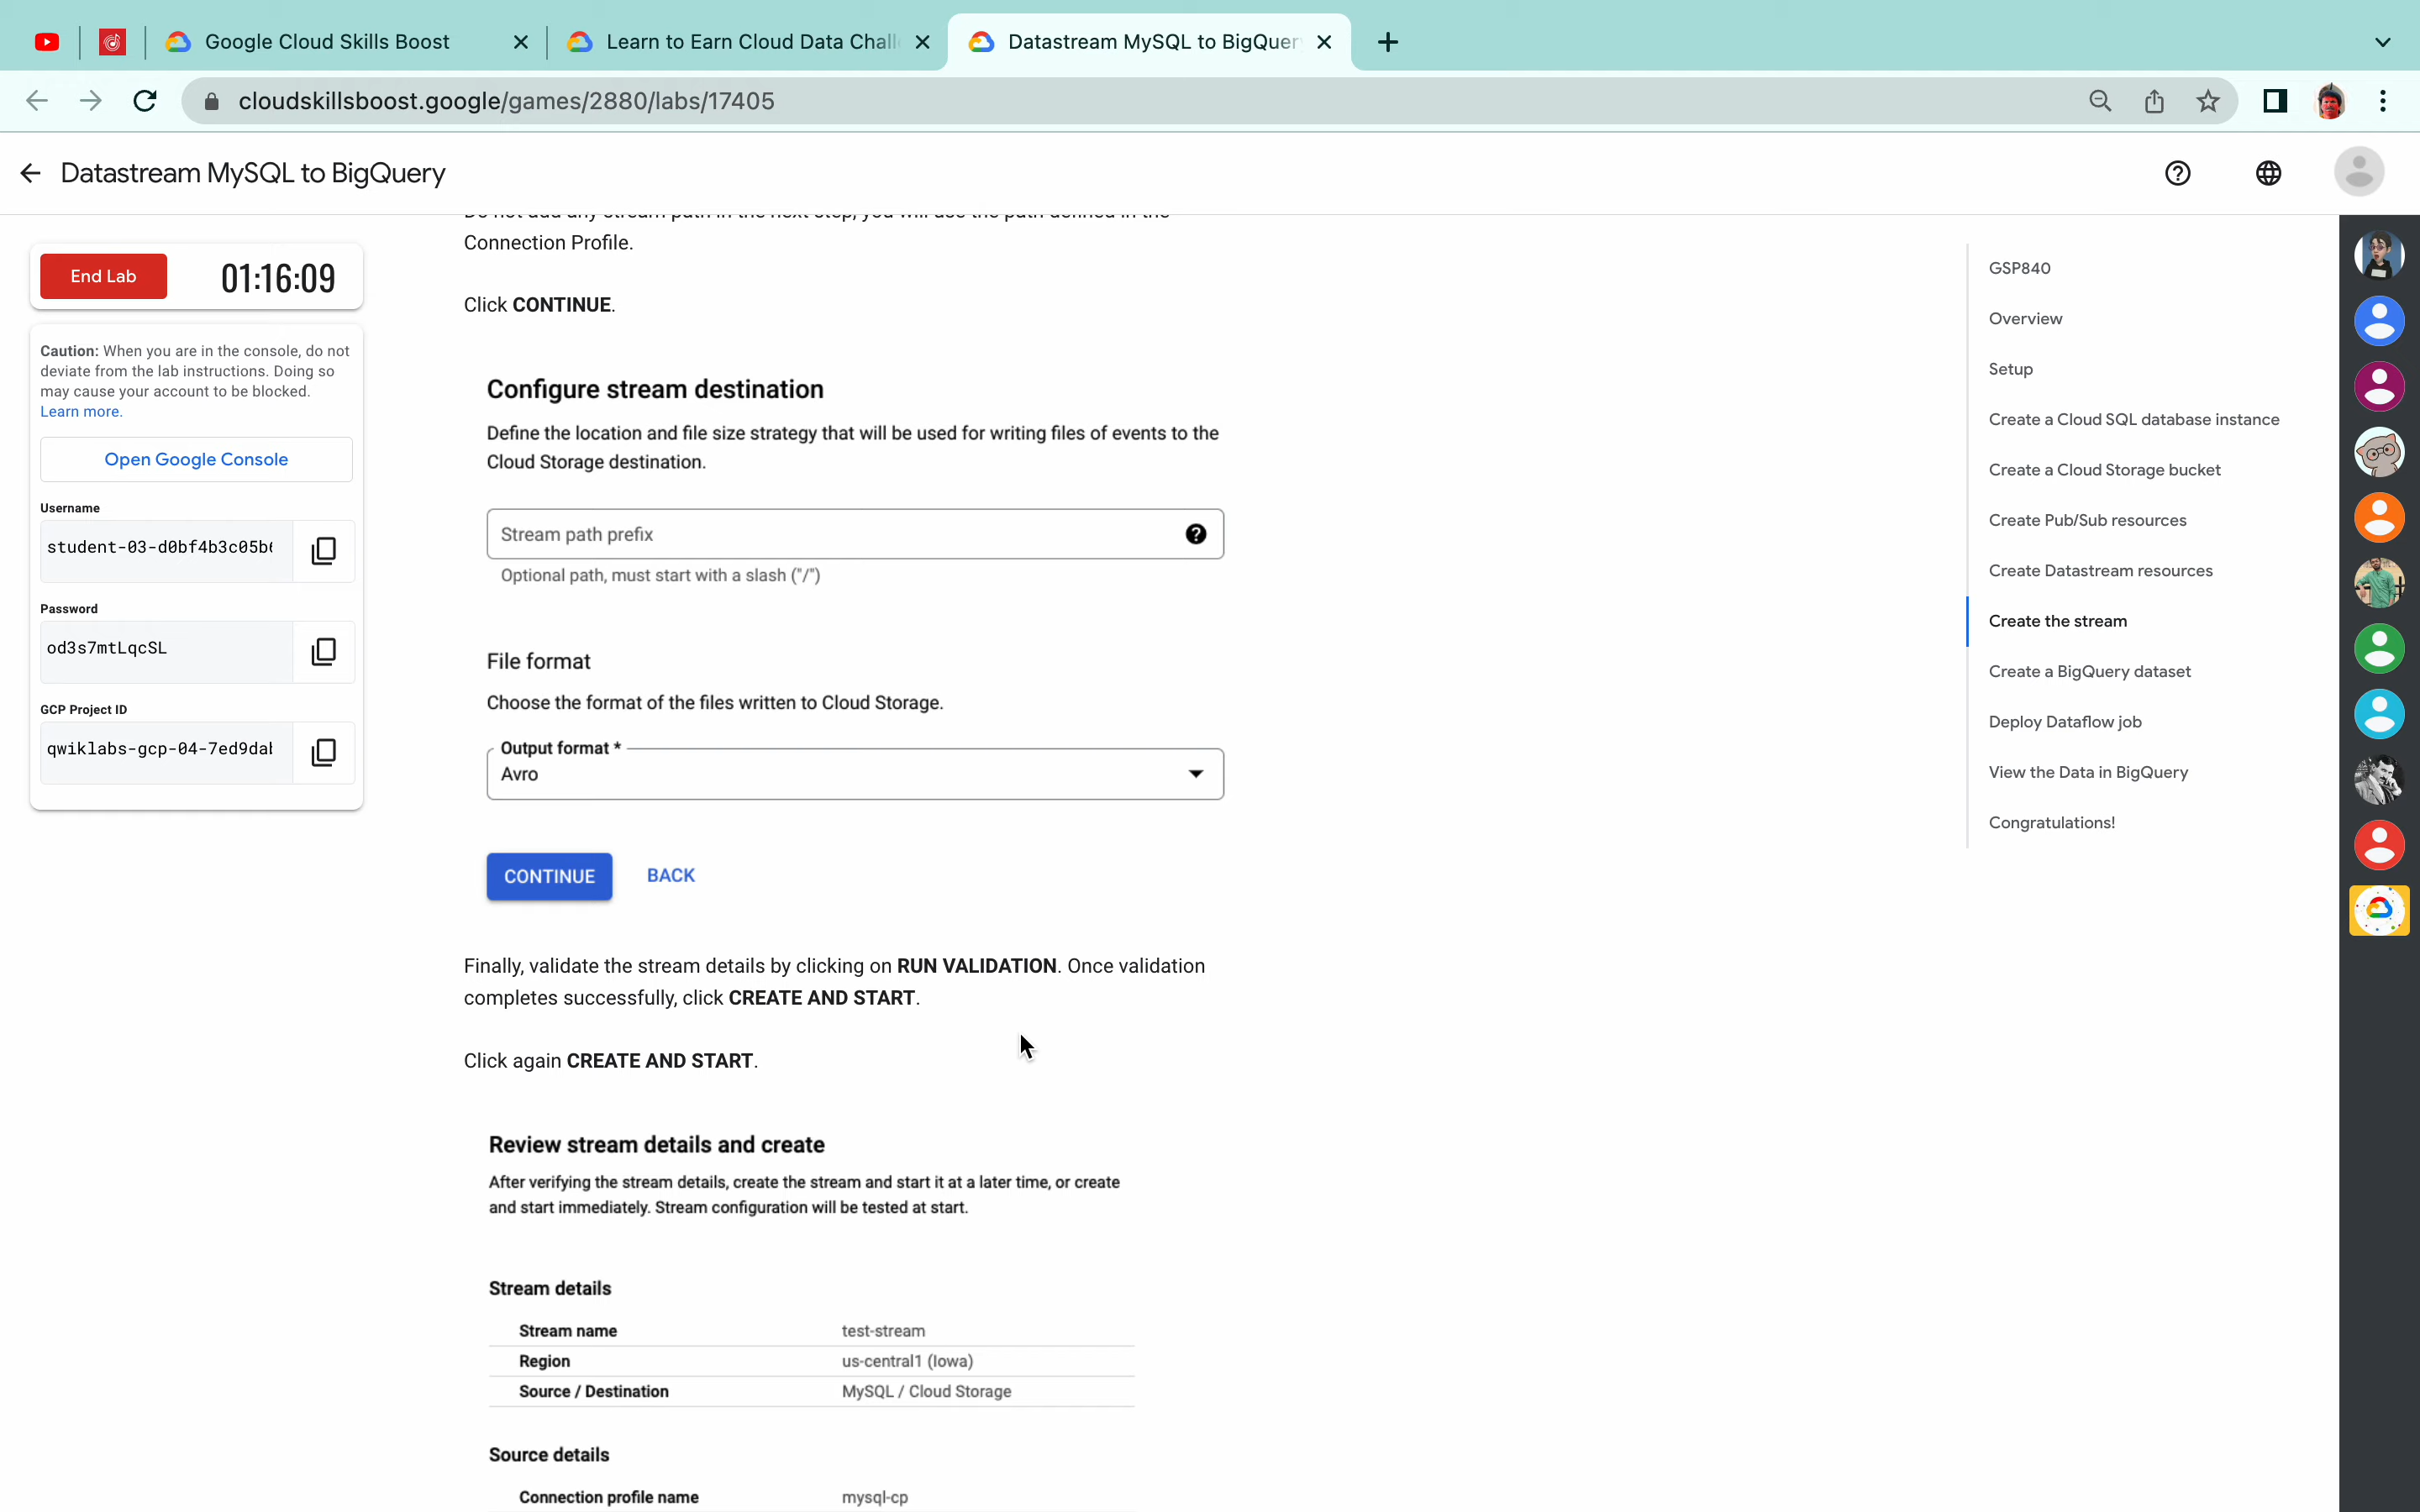 Google Cloud Skills Boost
Learn to Earn Cloud Data Chall
Datastream MySQL to BigQuer
cloudskillsboost.google/games/2880/labs/17405
Datastream MySQL to BigQuery
End Lab
01:16:09
Caution: When you are in the console, do not
deviate from the lab instructions. Doing so
may cause your account to be blocked.
Learn more.
Open Google Console
Username
student-03-d0bf4b3c05b
Password
od3s7mtLqcSL
GCP Project ID
qwiklabs-gcp-04-7ed9da
Do not add any stream path in the next step, you will use the path defined in the
Connection Profile.
Click CONTINUE.
Configure stream destination
Define the location and file size strategy that will be used for writing files of events to the
Cloud Storage destination.
Stream path prefix
Optional path, must start with a slash ("/")
File format
Choose the format of the files written to Cloud Storage.
Output format *
Avro
CONTINUE
BACK
Finally, validate the stream details by clicking on RUN VALIDATION. Once validation
completes successfully, click CREATE AND START.
Click again CREATE AND START.
Review stream details and create
After verifying the stream details, create the stream and start it at a later time, or create
and start immediately. Stream configuration will be tested at start.
Stream details
Stream name test-stream
Region us-central1 (Iowa)
Source / Destination MySQL / Cloud Storage
Source details
Connection profile name mysql-cp
GSP840
Overview
Setup
Create a Cloud SQL database instance
Create a Cloud Storage bucket
Create Pub/Sub resources
Create Datastream resources
Create the stream
Create a BigQuery dataset
Deploy Dataflow job
View the Data in BigQuery
Congratulations!